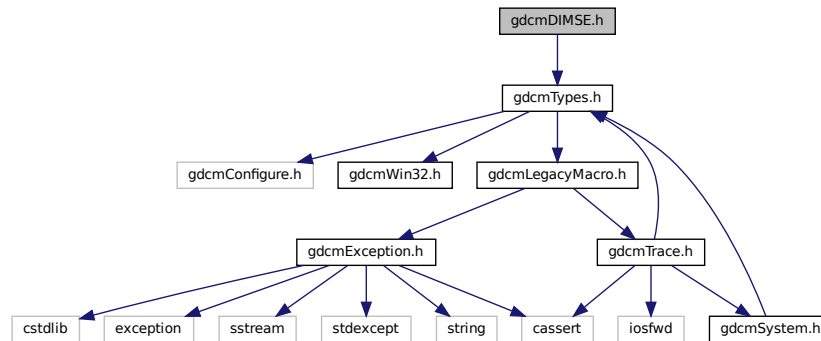 gdcmDIMSE.h
gdcmTypes.h
gdcmConfigure.h
gdcmWin32.h
gdcmLegacyMacro.h
gdcmException.h
gdcmTrace.h
cstdlib
exception
sstream
stdexcept
string
cassert
iosfwd
gdcmSystem.h